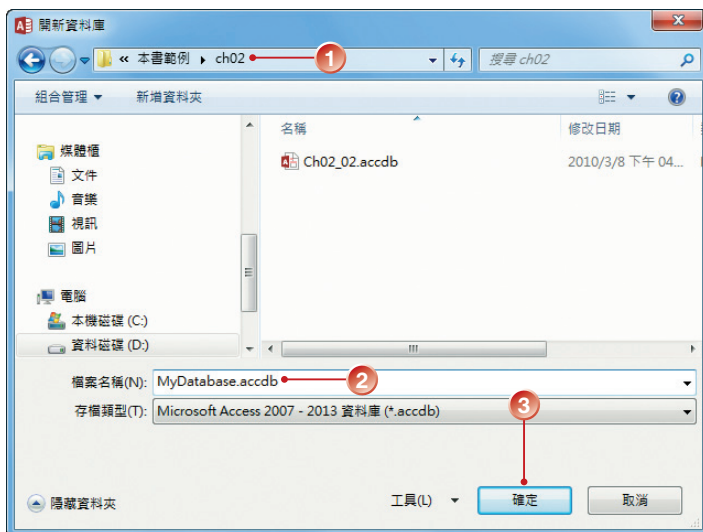 開新資料庫
« 本書範例 ▸ ch02
1
搜尋 ch02
組合管理 ▼ 新增資料夾
名稱
修改日期
媒體櫃
文件
音樂
視訊
圖片
Ch02_02.accdb
2010/3/8 下午 04...
電腦
本機磁碟 (C:)
資料磁碟 (D:)
檔案名稱(N): MyDatabase.accdb
2
存檔類型(T): Microsoft Access 2007 - 2013 資料庫 (*.accdb)
3
隱藏資料夾
工具(L) ▼
確定
取消